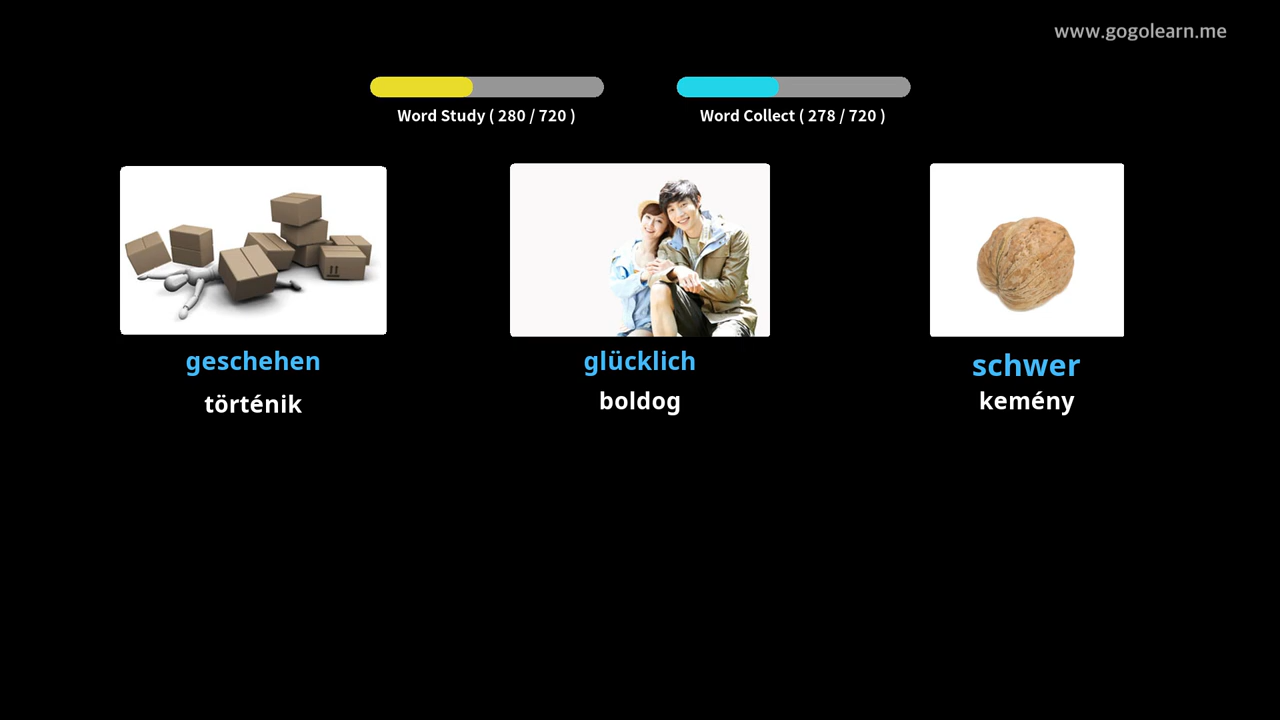 www.gogolearn.me
Word Study ( 280 / 720 )
Word Collect ( 278 / 720 )
geschehen
történik
glücklich
boldog
schwer
kemény